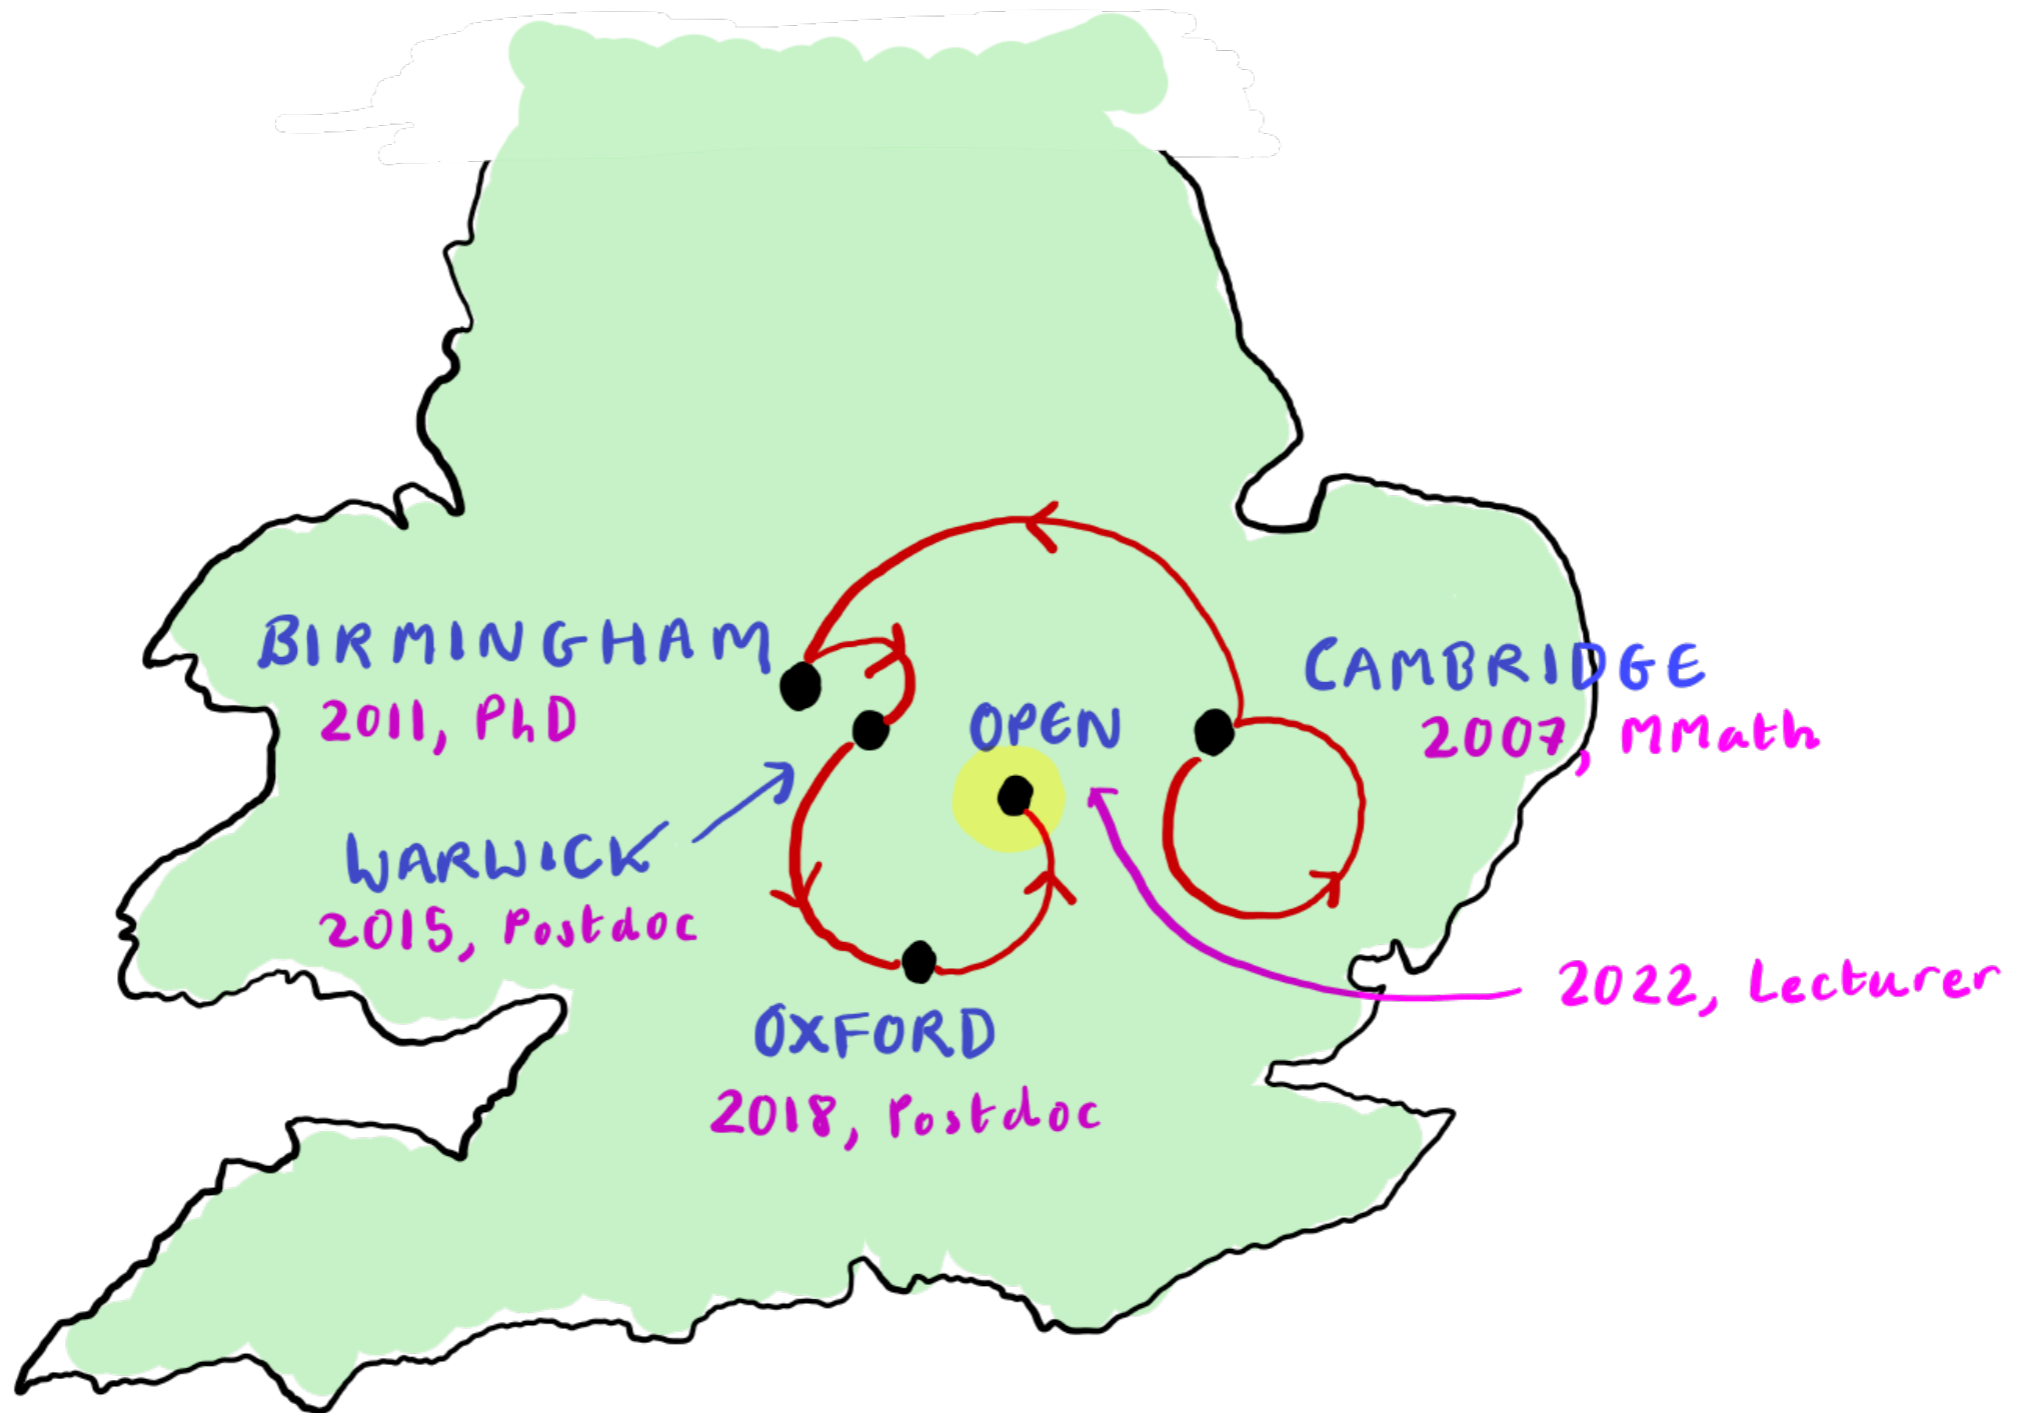 BIRMINGHAM
2011, PhD
OPEN
CAMBRIDGE
2007, MMath
WARWICK
2015, Postdoc
2022, Lecturer
OXFORD
2018, Postdoc